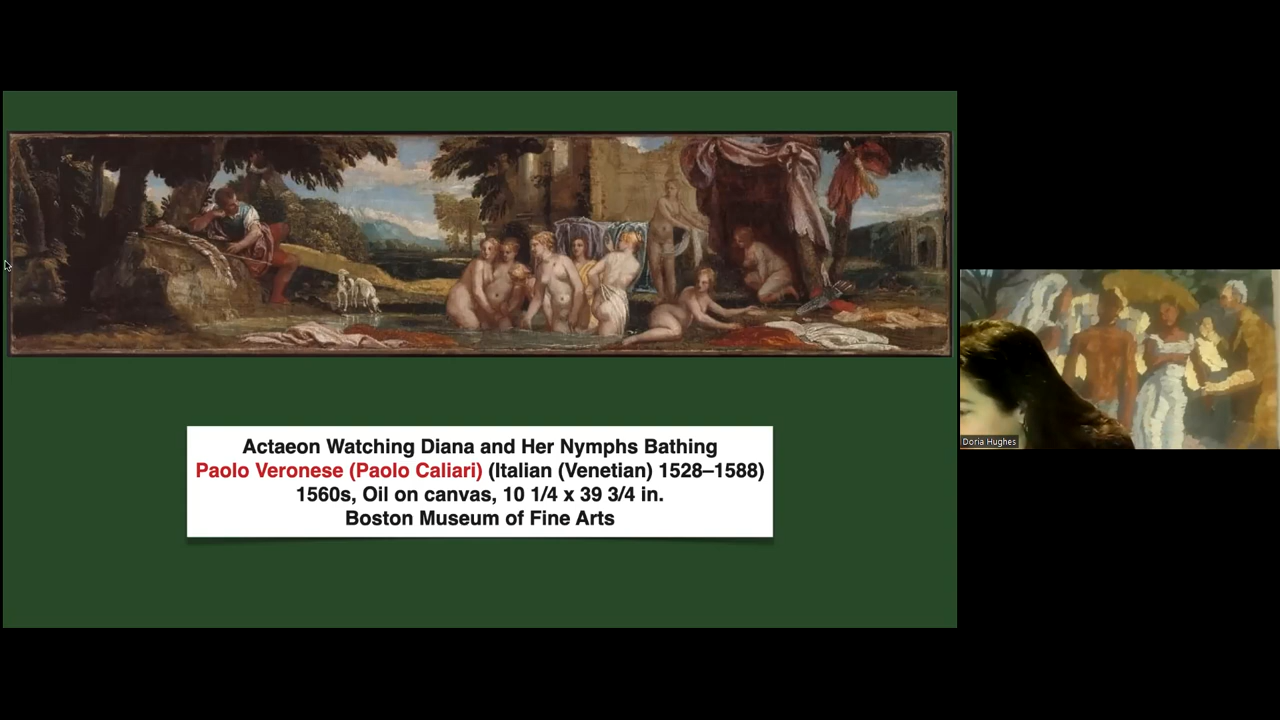 Actaeon Watching Diana and Her Nymphs Bathing
Paolo Veronese (Paolo Caliari) (Italian (Venetian) 1528–1588)
1560s, Oil on canvas, 10 1/4 x 39 3/4 in.
Boston Museum of Fine Arts
Doria Hughes